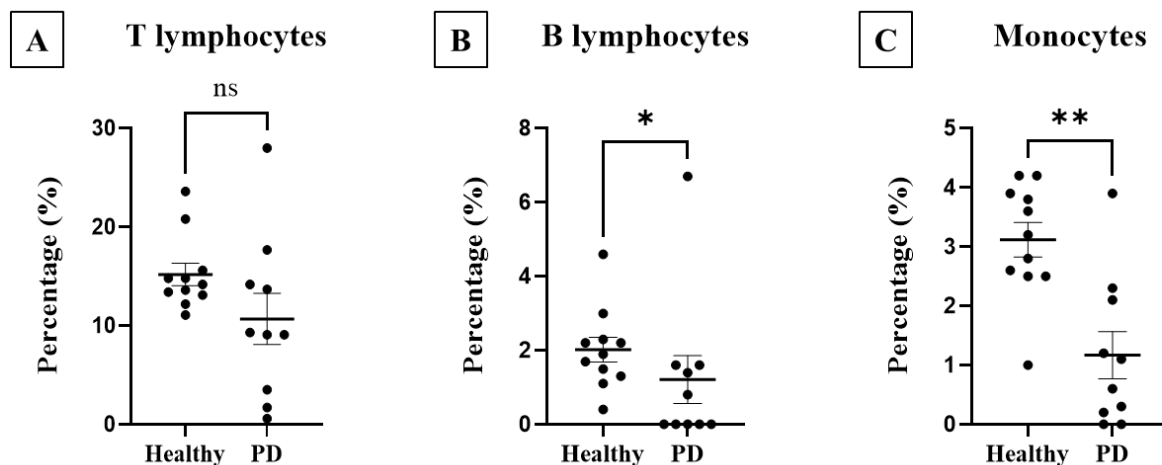 A
T lymphocytes
ns
Percentage (%)
30
20
10
0
Healthy
PD
B
B lymphocytes
*
Percentage (%)
8
6
4
2
0
Healthy
PD
C
Monocytes
**
Percentage (%)
5
4
3
2
1
0
Healthy
PD